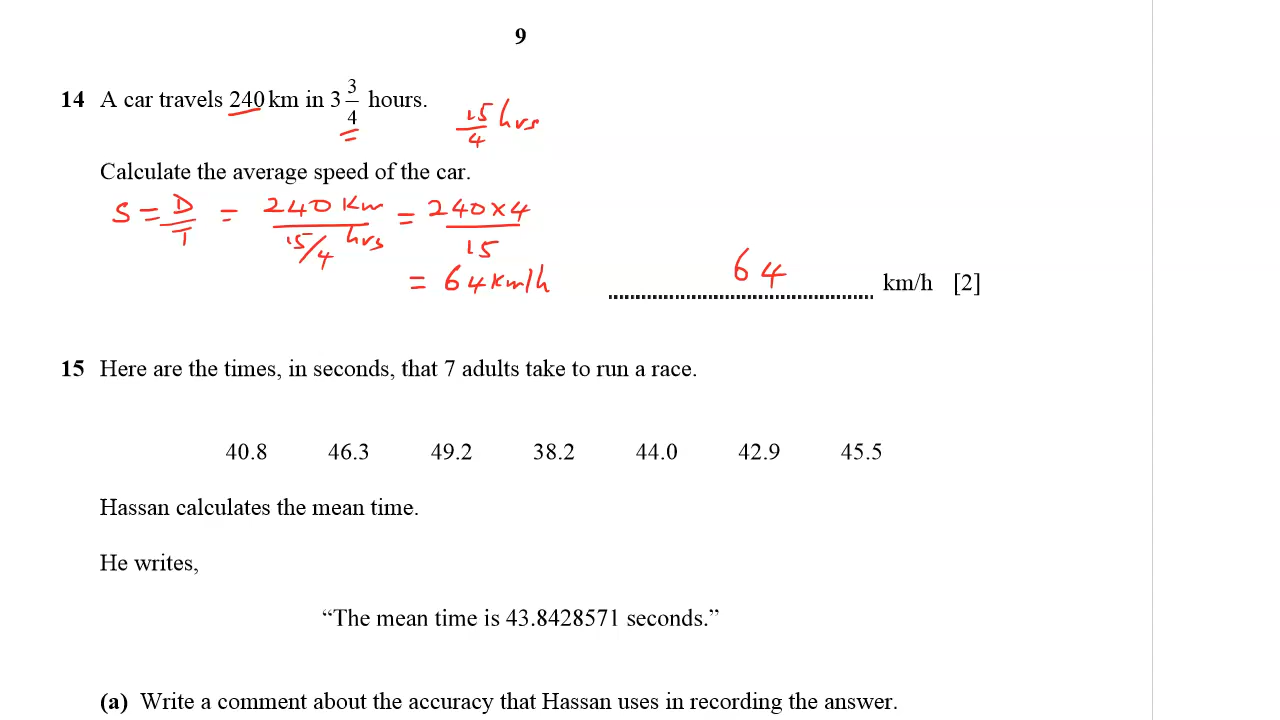 9
14 A car travels 240 km in 3 3/4 hours.
15/4 hrs
Calculate the average speed of the car.
S = D/T = 240 Km / 15/4 hrs = 240 × 4 / 15
= 64 Km/h
64 km/h [2]
15 Here are the times, in seconds, that 7 adults take to run a race.
40.8 46.3 49.2 38.2 44.0 42.9 45.5
Hassan calculates the mean time.
He writes,
“The mean time is 43.8428571 seconds.”
(a) Write a comment about the accuracy that Hassan uses in recording the answer.